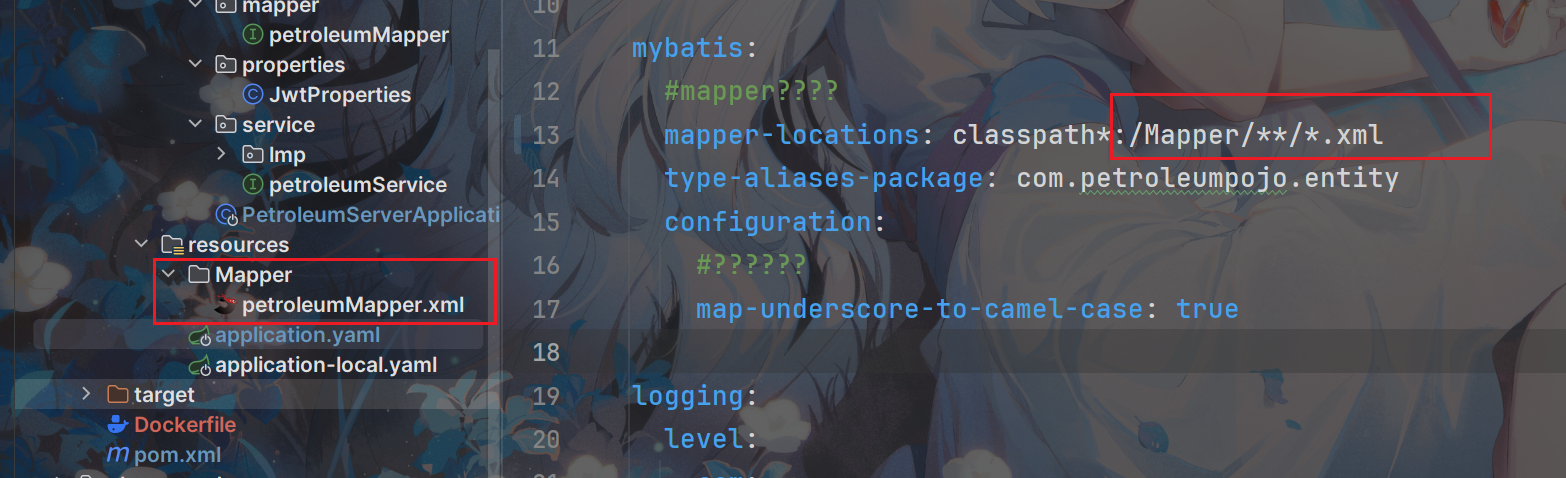 mapper
petroleumMapper
properties
JwtProperties
service
Imp
petroleumService
PetroleumServerApplicati
resources
Mapper
petroleumMapper.xml
application.yaml
application-local.yaml
target
Dockerfile
pom.xml
10
11 mybatis:
12 #mapper????
13 mapper-locations: classpath*:/Mapper/**/*.xml
14 type-aliases-package: com.petroleumpojo.entity
15 configuration:
16 #??????
17 map-underscore-to-camel-case: true
18
19 logging:
20 level: